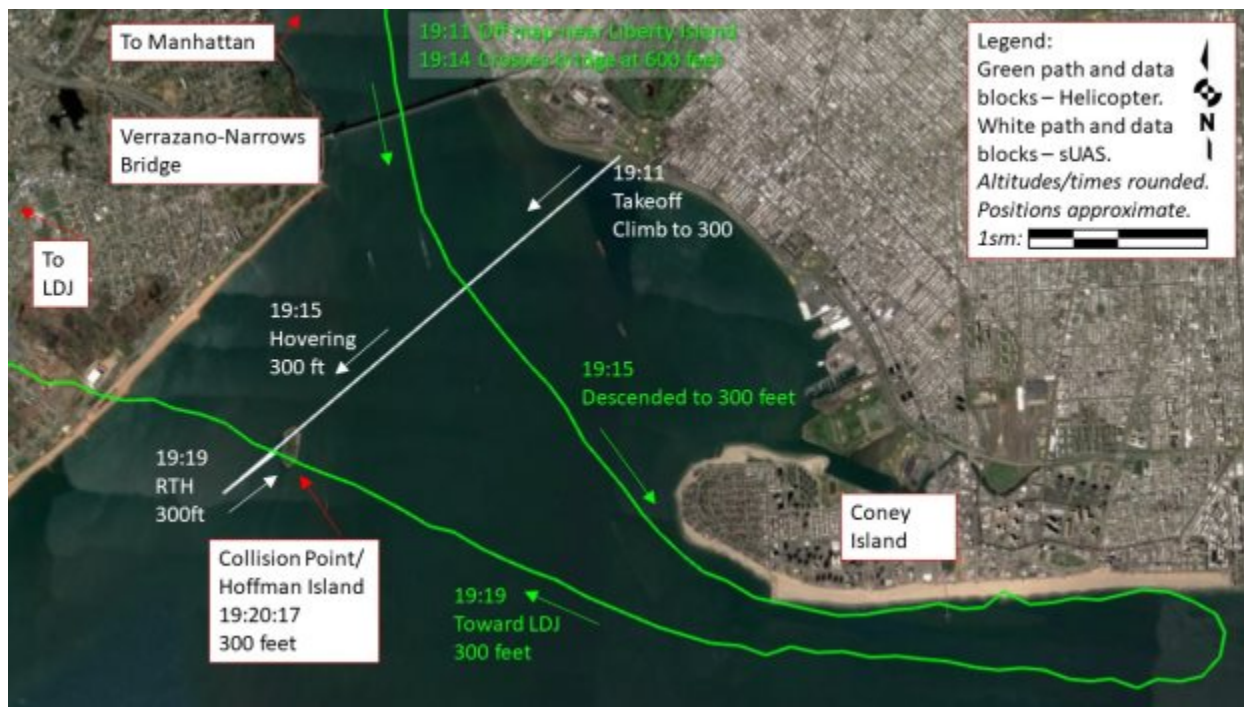 To Manhattan
19:11 Off map near Liberty Island
19:14 Crosses bridge at 600 feet
Legend:
Green path and data
blocks – Helicopter.
White path and data
blocks – sUAS.
Altitudes/times rounded.
Positions approximate.
1sm:
N
Verrazano-Narrows
Bridge
19:11
Takeoff
Climb to 300
To
LDJ
19:15
Hovering
300 ft
19:15
Descended to 300 feet
19:19
RTH
300ft
Coney
Island
Collision Point/
Hoffman Island
19:20:17
300 feet
19:19
Toward LDJ
300 feet